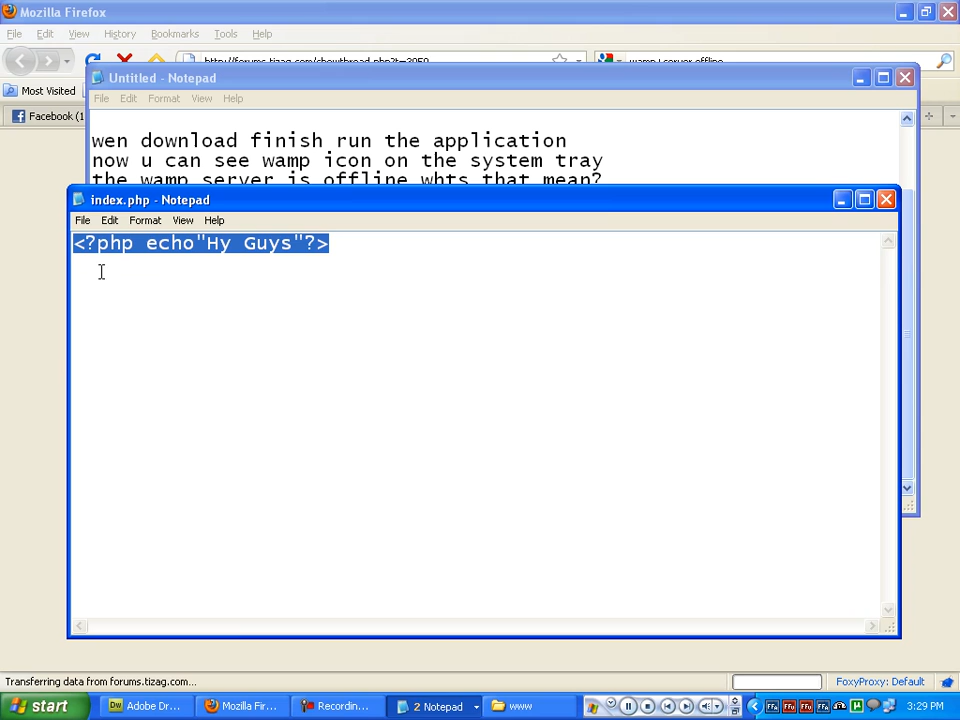 Mozilla Firefox
File Edit View History Bookmarks Tools Help
Untitled - Notepad
Most Visited
File Edit Format View Help
Facebook (1
wen download finish run the application
now u can see wamp icon on the system tray
the wamp server is offline whts that mean?
index.php - Notepad
File Edit Format View Help
<?php echo"Hy Guys"?>
Transferring data from forums.tizag.com...
FoxyProxy: Default
start
Adobe Dr...
Mozilla Fir...
Recordin...
2 Notepad
www
3:29 PM